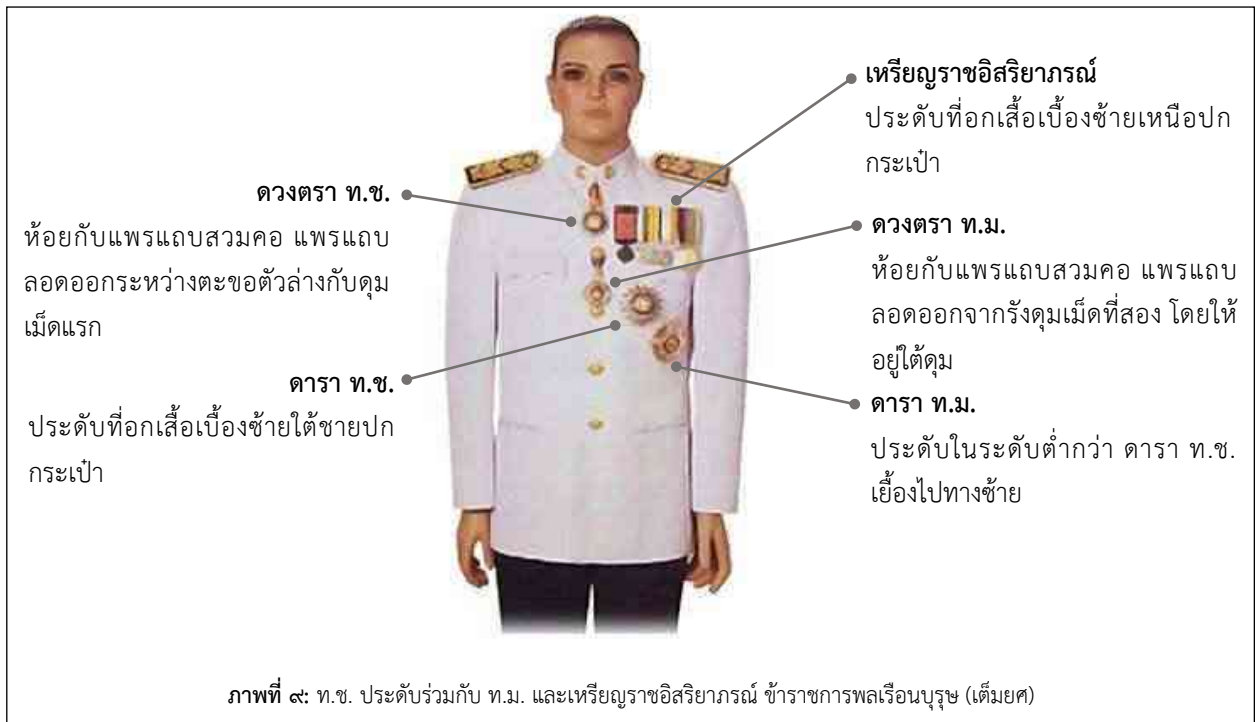 เหรียญราชอิสริยาภรณ์
ประดับที่อกเสื้อเบื้องซ้ายเหนือปก
กระเป๋า
ดวงตรา ท.ช.
ห้อยกับแพรแถบสวมคอ แพรแถบ
ลอดออกระหว่างตะขอตัวล่างกับดุม
เม็ดแรก
ดวงตรา ท.ม.
ห้อยกับแพรแถบสวมคอ แพรแถบ
ลอดออกจากรังดุมเม็ดที่สอง โดยให้
อยู่ใต้ดุม
ดารา ท.ช.
ประดับที่อกเสื้อเบื้องซ้ายใต้ชายปก
กระเป๋า
ดารา ท.ม.
ประดับในระดับต่ำกว่า ดารา ท.ช.
เยื้องไปทางซ้าย
ภาพที่ ๙: ท.ช. ประดับร่วมกับ ท.ม. และเหรียญราชอิสริยาภรณ์ ข้าราชการพลเรือนบุรุษ (เต็มยศ)